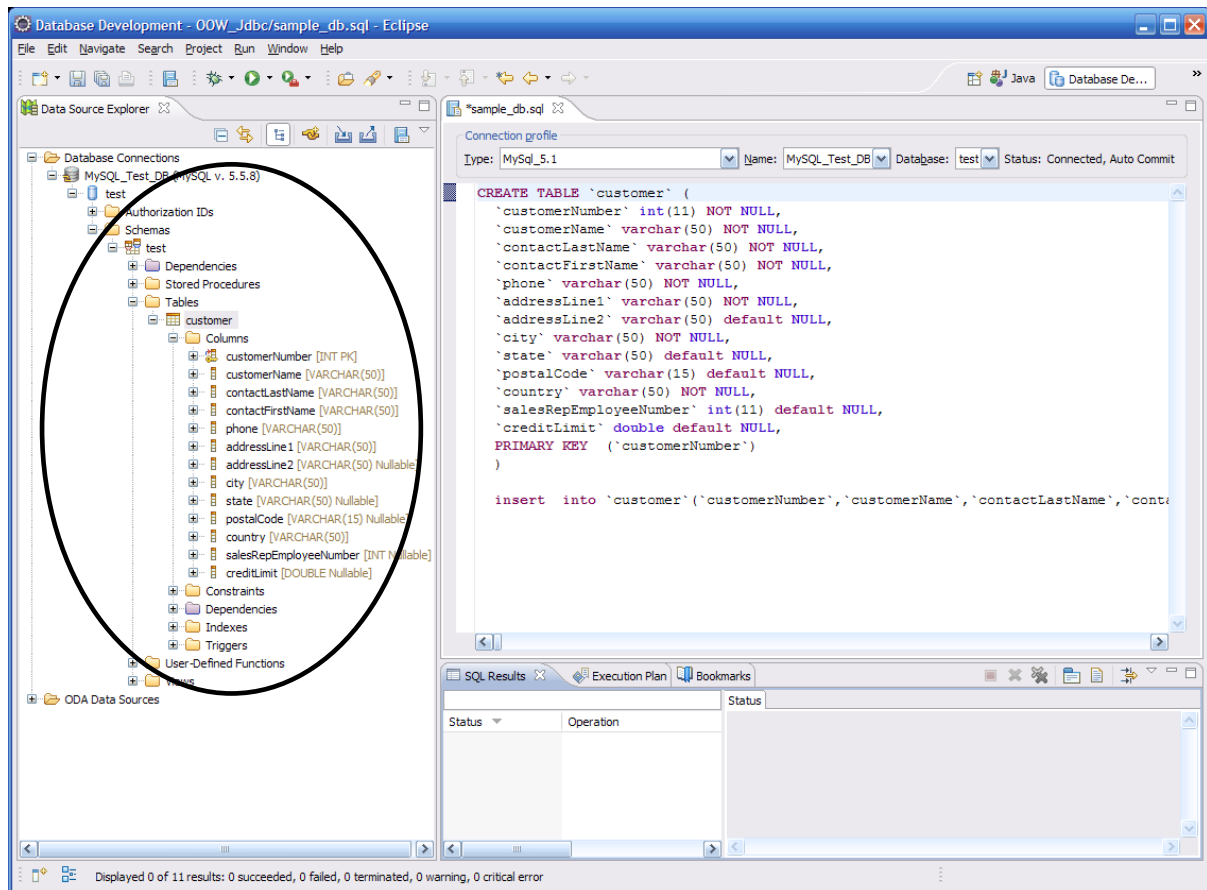 Database Development - OOW_Jdbc/sample_db.sql - Eclipse
File Edit Navigate Search Project Run Window Help
Java Database De... »
Data Source Explorer
Database Connections
MySQL_Test_DB (MySQL v. 5.5.8)
test
Authorization IDs
Schemas
test
Dependencies
Stored Procedures
Tables
customer
Columns
customerNumber [INT PK]
customerName [VARCHAR(50)]
contactLastName [VARCHAR(50)]
contactFirstName [VARCHAR(50)]
phone [VARCHAR(50)]
addressLine1 [VARCHAR(50)]
addressLine2 [VARCHAR(50) Nullable]
city [VARCHAR(50)]
state [VARCHAR(50) Nullable]
postalCode [VARCHAR(15) Nullable]
country [VARCHAR(50)]
salesRepEmployeeNumber [INT Nullable]
creditLimit [DOUBLE Nullable]
Constraints
Dependencies
Indexes
Triggers
User-Defined Functions
Views
ODA Data Sources
*sample_db.sql
Connection profile
Type: MySql_5.1 Name: MySQL_Test_DB Database: test Status: Connected, Auto Commit
CREATE TABLE `customer` (
`customerNumber` int(11) NOT NULL,
`customerName` varchar(50) NOT NULL,
`contactLastName` varchar(50) NOT NULL,
`contactFirstName` varchar(50) NOT NULL,
`phone` varchar(50) NOT NULL,
`addressLine1` varchar(50) NOT NULL,
`addressLine2` varchar(50) default NULL,
`city` varchar(50) NOT NULL,
`state` varchar(50) default NULL,
`postalCode` varchar(15) default NULL,
`country` varchar(50) NOT NULL,
`salesRepEmployeeNumber` int(11) default NULL,
`creditLimit` double default NULL,
PRIMARY KEY  (`customerNumber`)
)
insert  into `customer`(`customerNumber`,`customerName`,`contactLastName`,`conta
SQL Results Execution Plan Bookmarks
Status
Status Operation
Displayed 0 of 11 results: 0 succeeded, 0 failed, 0 terminated, 0 warning, 0 critical error